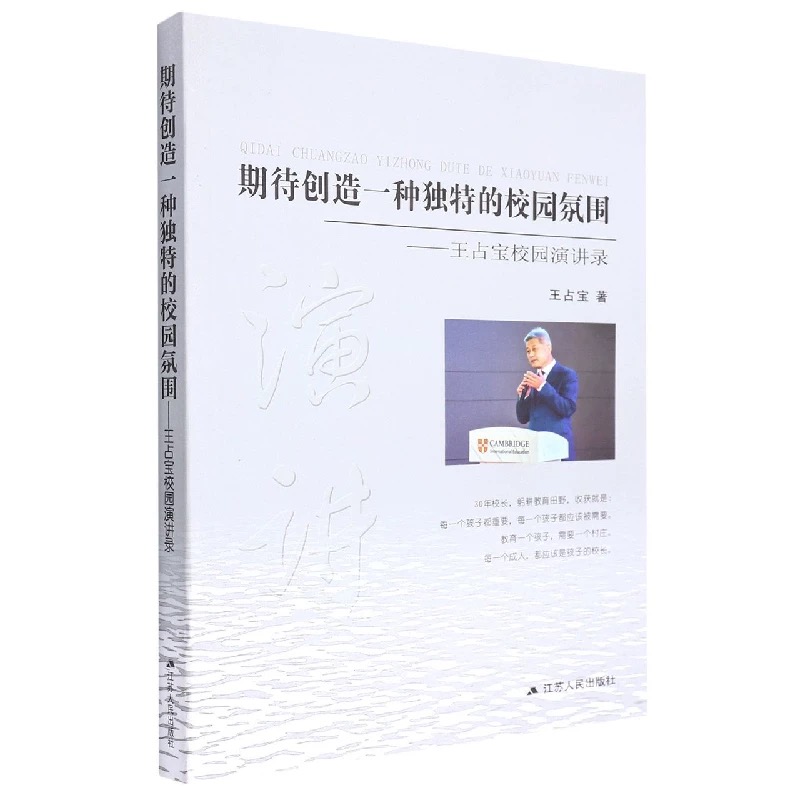 期待创造一种独特的校园氛围——王占宝校园演讲录
江苏人民出版社
QIDAI CHUANGZAO YIZHONG DUTE DE XIAOYUAN FENWEI
期待创造一种独特的校园氛围
——王占宝校园演讲录
王占宝 著
演
讲
CAMBRIDGE
International Education
30年校长，躬耕教育田野，收获就是：
每一个孩子都重要，每一个孩子都应该被需要。
教育一个孩子，需要一个村庄。
每一个成人，都应该是孩子的校长。
江苏人民出版社